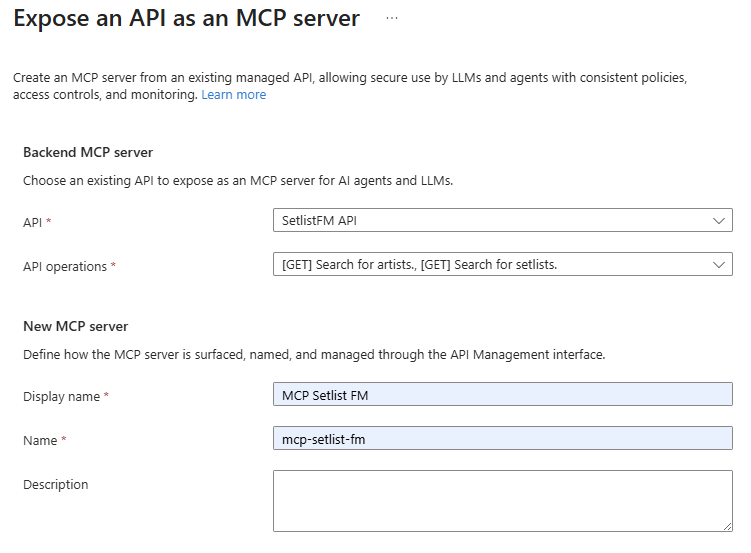 Expose an API as an MCP server ...
Create an MCP server from an existing managed API, allowing secure use by LLMs and agents with consistent policies,
access controls, and monitoring. Learn more
Backend MCP server
Choose an existing API to expose as an MCP server for AI agents and LLMs.
API * SetlistFM API
API operations * [GET] Search for artists., [GET] Search for setlists.
New MCP server
Define how the MCP server is surfaced, named, and managed through the API Management interface.
Display name * MCP Setlist FM
Name * mcp-setlist-fm
Description